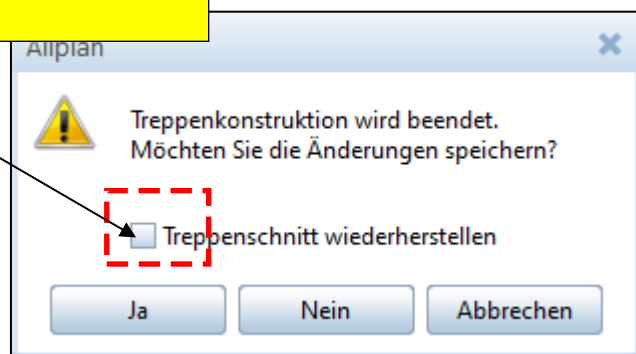 Allplan
Treppenkonstruktion wird beendet.
Möchten Sie die Änderungen speichern?
Treppenschnitt wiederherstellen
Ja
Nein
Abbrechen